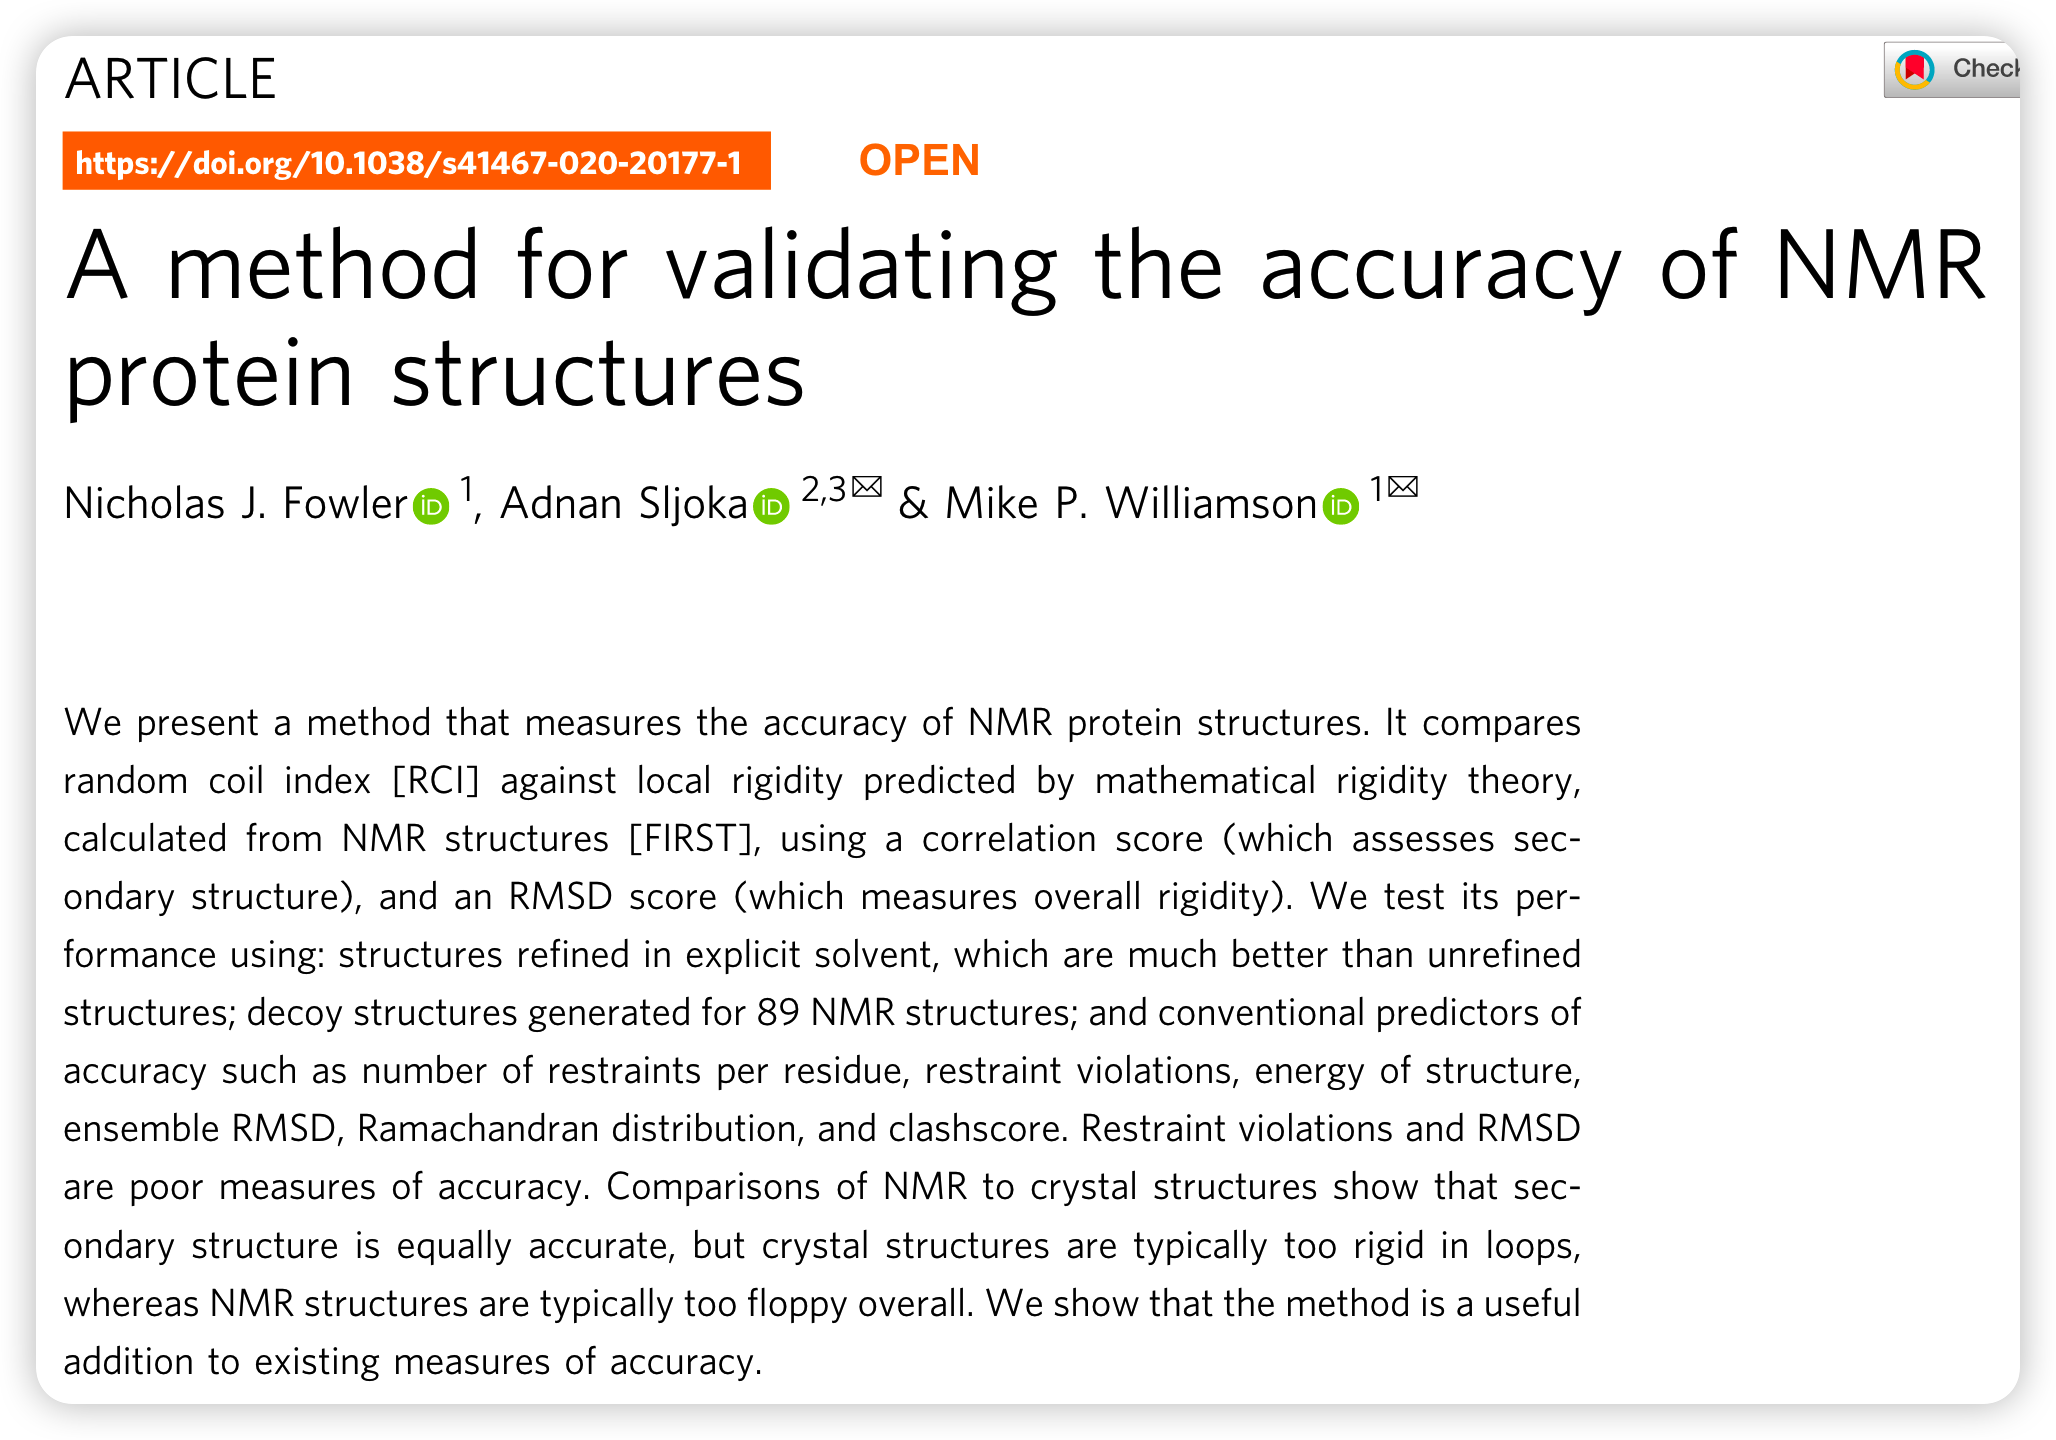 ARTICLE
Check
https://doi.org/10.1038/s41467-020-20177-1
OPEN
A method for validating the accuracy of NMR
protein structures
Nicholas J. Fowler iD 1, Adnan Sljoka iD 2,3✉ & Mike P. Williamson iD 1✉
We present a method that measures the accuracy of NMR protein structures. It compares
random coil index [RCI] against local rigidity predicted by mathematical rigidity theory,
calculated from NMR structures [FIRST], using a correlation score (which assesses sec-
ondary structure), and an RMSD score (which measures overall rigidity). We test its per-
formance using: structures refined in explicit solvent, which are much better than unrefined
structures; decoy structures generated for 89 NMR structures; and conventional predictors of
accuracy such as number of restraints per residue, restraint violations, energy of structure,
ensemble RMSD, Ramachandran distribution, and clashscore. Restraint violations and RMSD
are poor measures of accuracy. Comparisons of NMR to crystal structures show that sec-
ondary structure is equally accurate, but crystal structures are typically too rigid in loops,
whereas NMR structures are typically too floppy overall. We show that the method is a useful
addition to existing measures of accuracy.